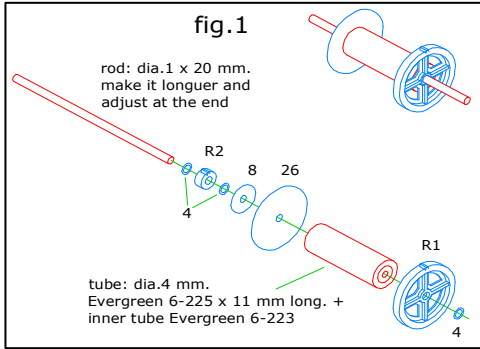 fig.1
rod: dia.1 x 20 mm.
make it longuer and
adjust at the end
R2
8
26
4
R1
tube: dia.4 mm.
Evergreen 6-225 x 11 mm long. +
inner tube Evergreen 6-223
4